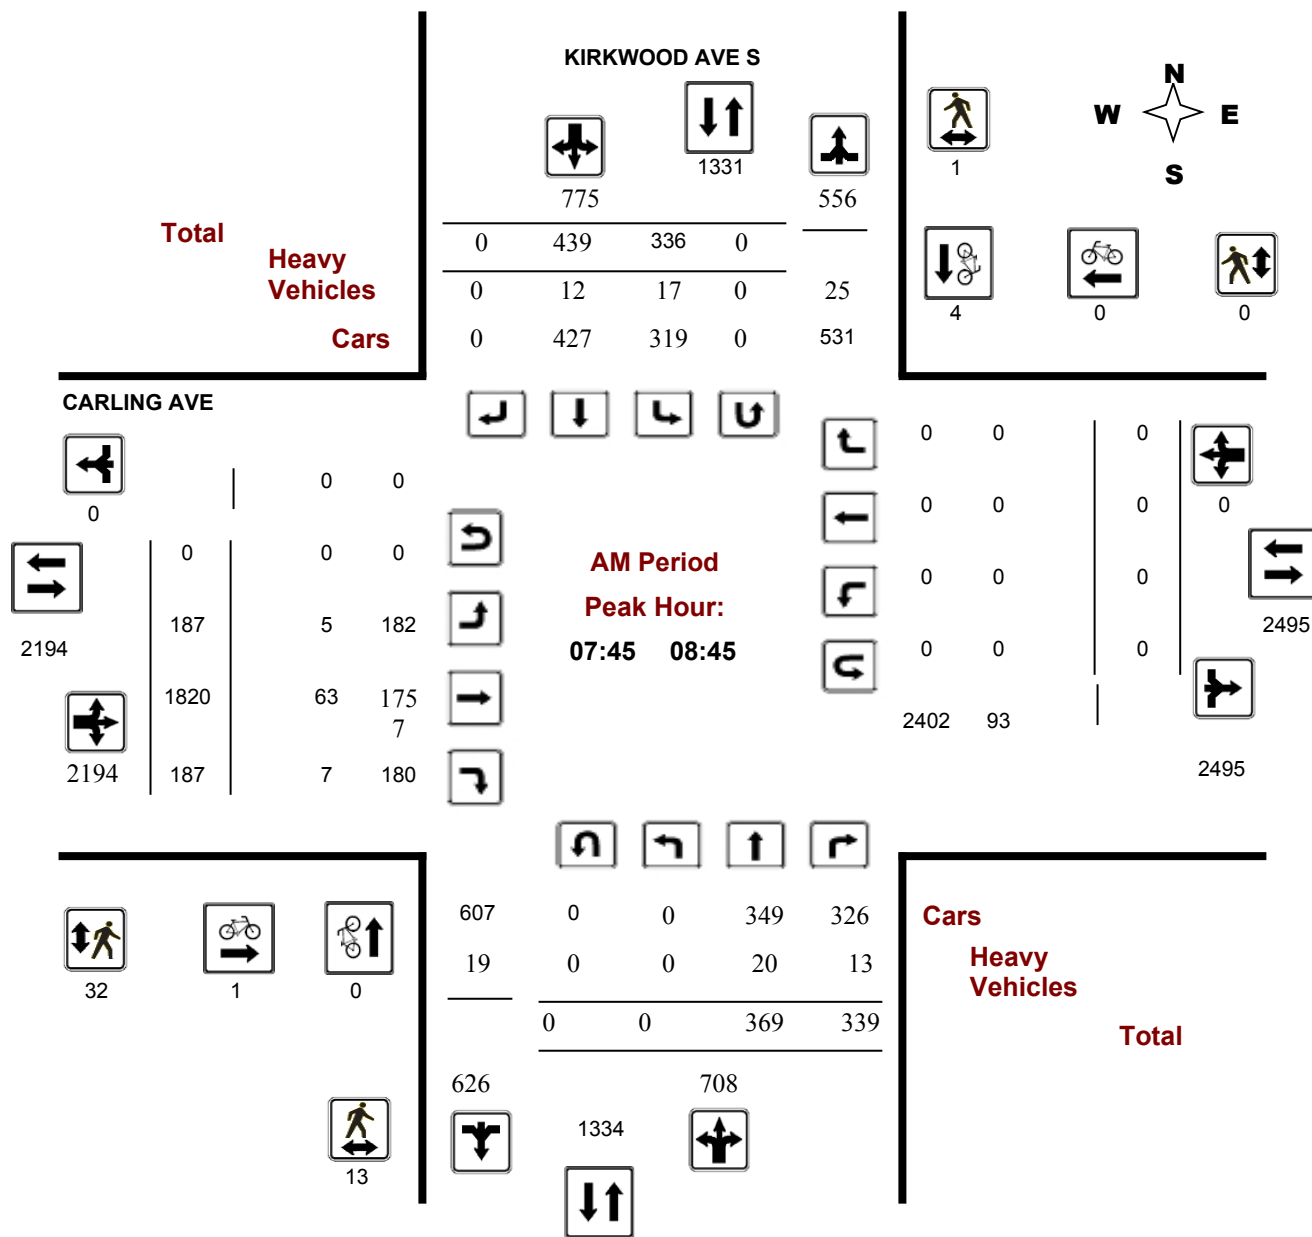 KIRKWOOD AVE S
N
W E
S
1331
1
775 556
Total 0 439 336 0
Heavy
Vehicles 0 12 17 0 25
4 0 0
Cars 0 427 319 0 531
CARLING AVE
0 0 0
0 0 0
0
0 0 0 0
0 0 0 0
AM Period
0 0 0
Peak Hour:
187 5 182
2194 2495
07:45 08:45
0 0 0
1820 63 175
7
2402 93
2194 187 7 180
2495
607 0 0 349 326 Cars
19 0 0 20 13 Heavy
Vehicles
32 1 0
0 0 369 339 Total
626 708
1334
13